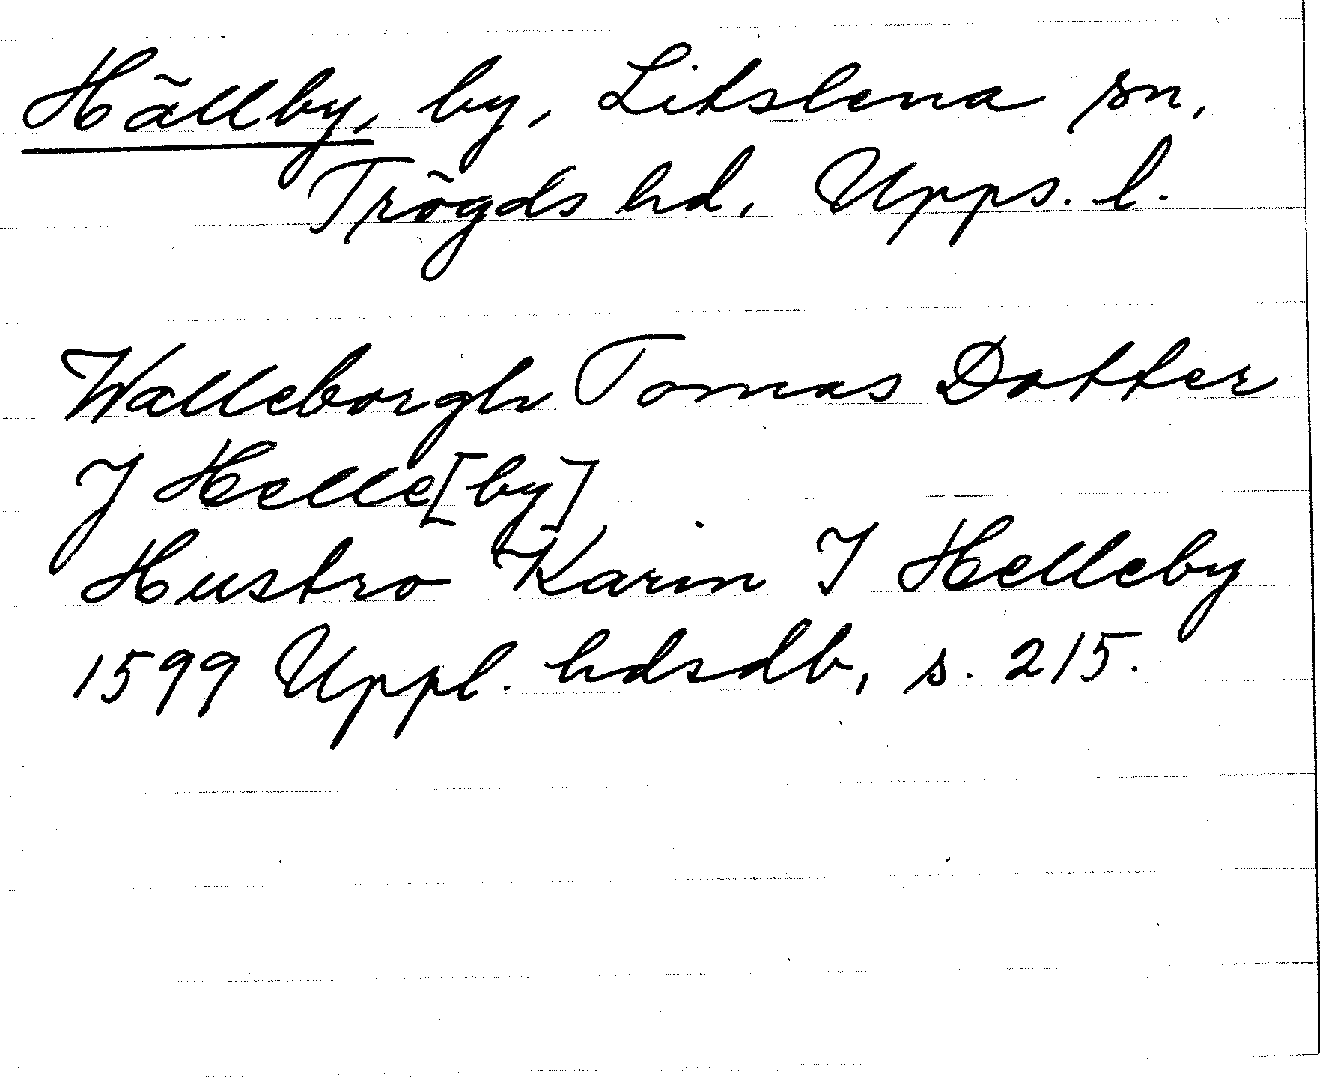 Hällby, by, Litslena sn,
Trögds hd, Upps. l.
Walleborgh Tomas Dotter
J Helle[by]
Hustro Karin J Helleby
1599 Uppl. hdsdb, s. 215.